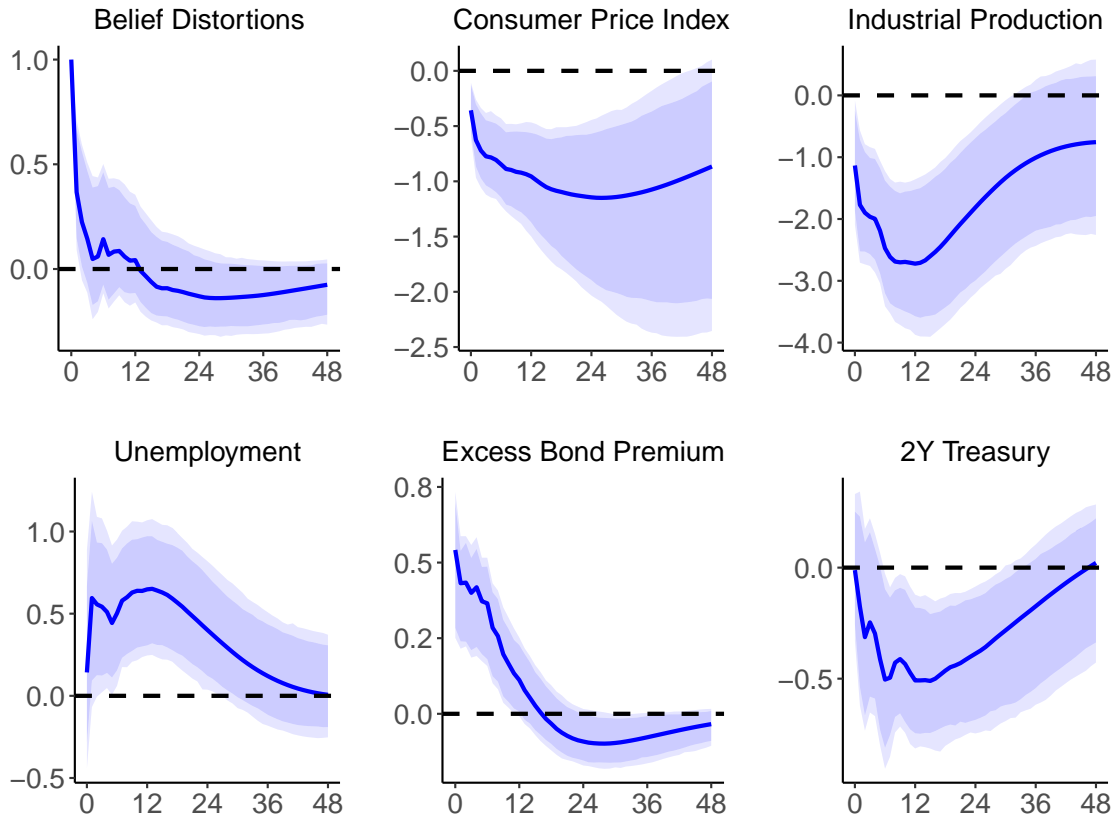 Belief Distortions
1.0
0.5
0.0
0 12 24 36 48
Consumer Price Index
0.0
−0.5
−1.0
−1.5
−2.0
−2.5
0 12 24 36 48
Industrial Production
0.0
−1.0
−2.0
−3.0
−4.0
0 12 24 36 48
Unemployment
1.0
0.5
0.0
−0.5
0 12 24 36 48
Excess Bond Premium
0.8
0.5
0.2
0.0
0 12 24 36 48
2Y Treasury
0.0
−0.5
0 12 24 36 48